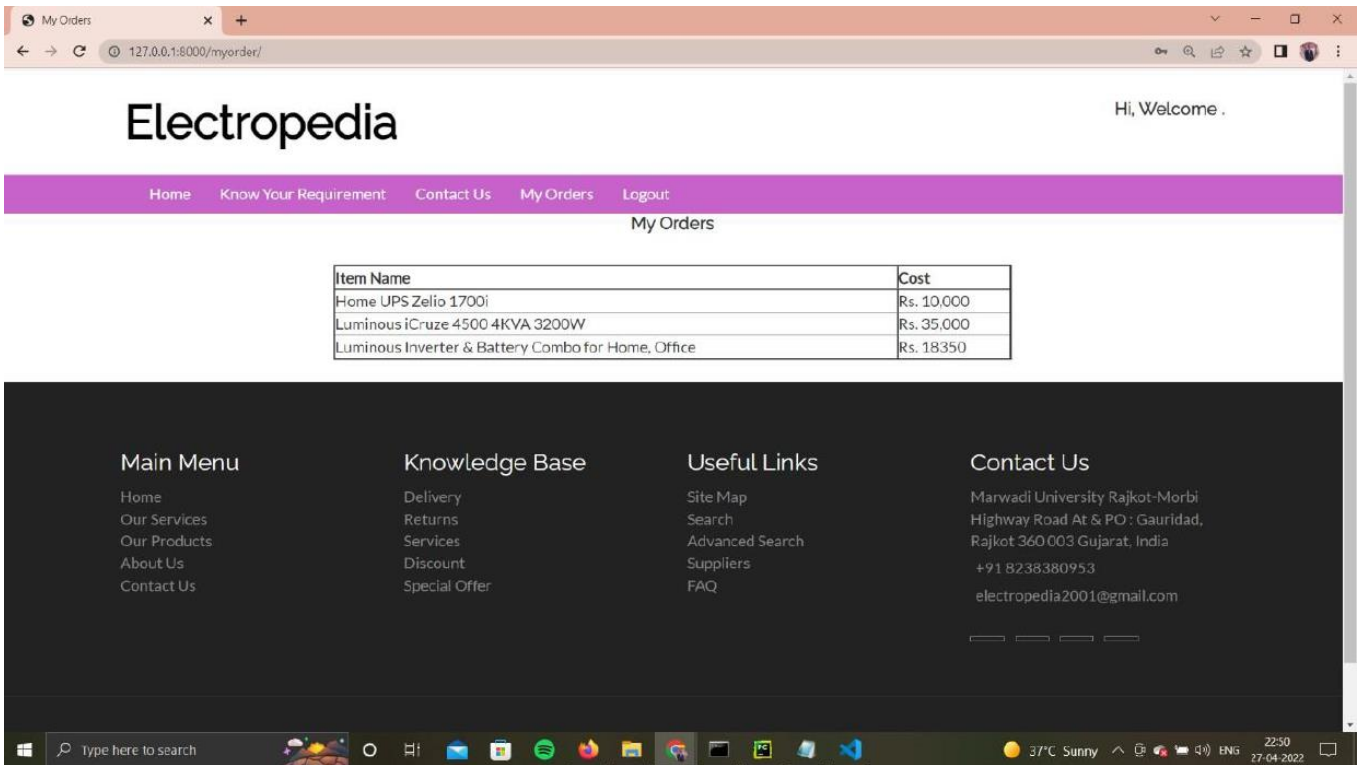 My Orders
127.0.0.1:8000/myorder/
Electropedia
Hi, Welcome .
Home Know Your Requirement Contact Us My Orders Logout
My Orders
Item Name Cost
Home UPS Zelio 1700i Rs. 10,000
Luminous iCruze 4500 4KVA 3200W Rs. 35,000
Luminous Inverter & Battery Combo for Home, Office Rs. 18350
Main Menu
Home
Our Services
Our Products
About Us
Contact Us
Knowledge Base
Delivery
Returns
Services
Discount
Special Offer
Useful Links
Site Map
Search
Advanced Search
Suppliers
FAQ
Contact Us
Marwadi University Rajkot-Morbi
Highway Road At & PO : Gauridad,
Rajkot 360 003 Gujarat, India
+91 8238380953
electropedia2001@gmail.com
Type here to search
37°C Sunny
ENG
22:50
27-04-2022